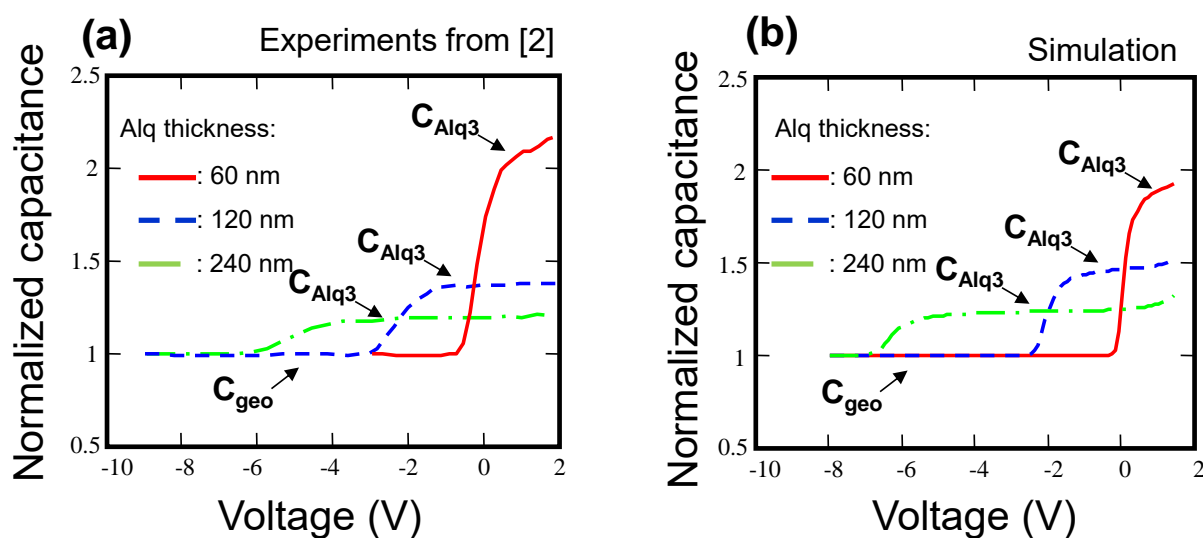 (a)
Experiments from [2]
Normalized capacitance
2.5
2
1.5
1
0.5
Alq thickness:
: 60 nm
: 120 nm
: 240 nm
CAlq3
CAlq3
CAlq3
Cgeo
-10 -8 -6 -4 -2 0 2
Voltage (V)
(b)
Simulation
Normalized capacitance
2.5
2
1.5
1
0.5
Alq thickness:
: 60 nm
: 120 nm
: 240 nm
CAlq3
CAlq3
CAlq3
Cgeo
-10 -8 -6 -4 -2 0 2
Voltage (V)